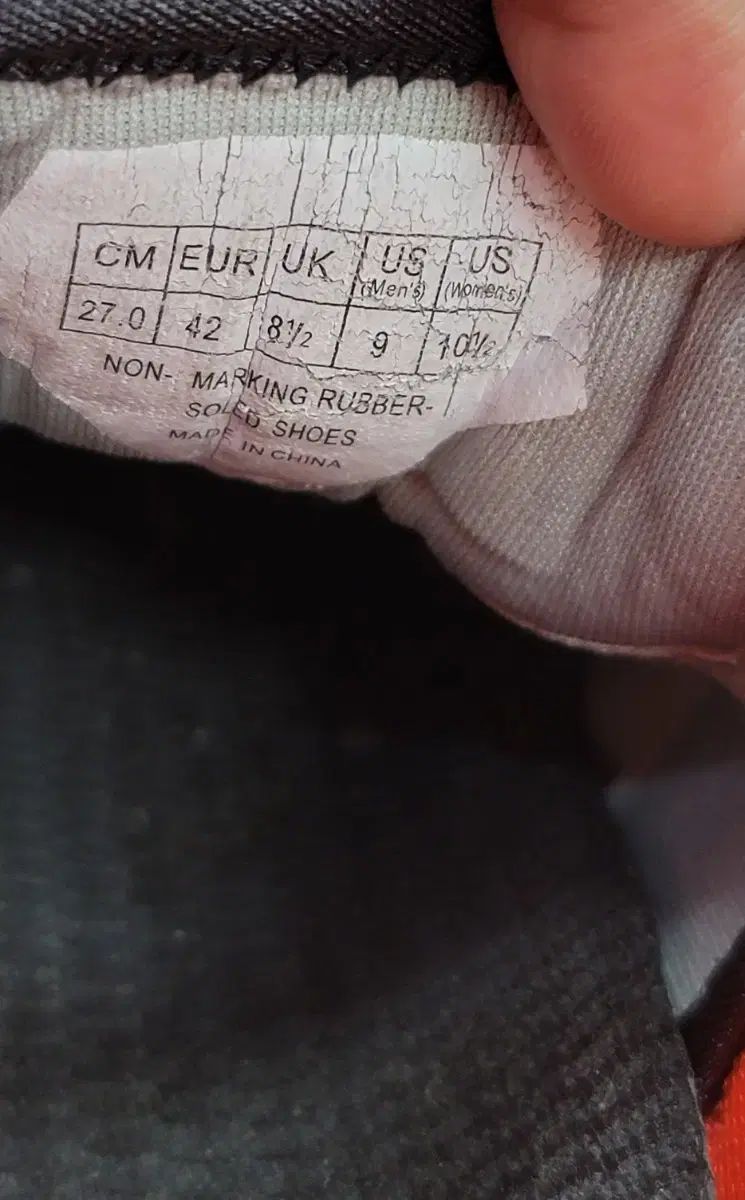 CM EUR UK US (Men's) US (Women's)
27.0 42 8½ 9 10½
NON- MARKING RUBBER-
SOLED SHOES
MADE IN CHINA